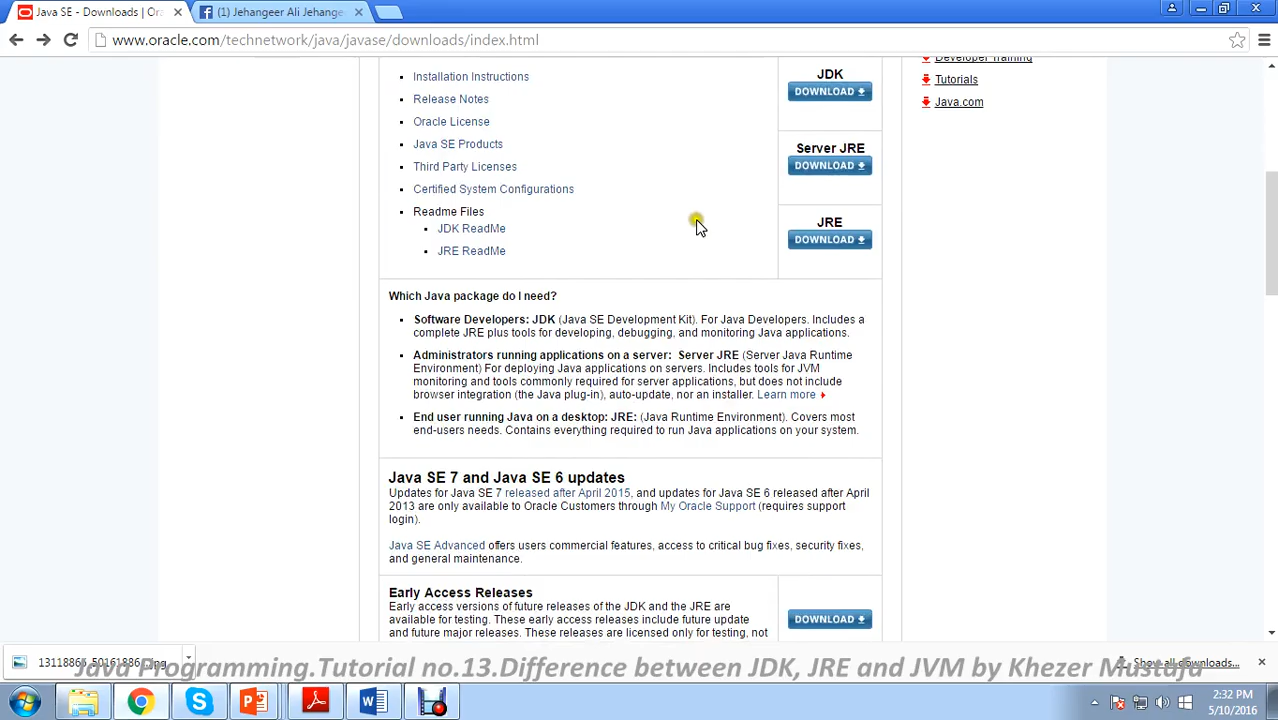 Java SE - Downloads | Ora
(1) Jehangeer Ali Jehange
www.oracle.com/technetwork/java/javase/downloads/index.html
Installation Instructions
Release Notes
Oracle License
Java SE Products
Third Party Licenses
Certified System Configurations
Readme Files
JDK ReadMe
JRE ReadMe
JDK
DOWNLOAD
Server JRE
DOWNLOAD
JRE
DOWNLOAD
Developer Training
Tutorials
Java.com
Which Java package do I need?
Software Developers: JDK (Java SE Development Kit). For Java Developers. Includes a
complete JRE plus tools for developing, debugging, and monitoring Java applications.
Administrators running applications on a server: Server JRE (Server Java Runtime
Environment) For deploying Java applications on servers. Includes tools for JVM
monitoring and tools commonly required for server applications, but does not include
browser integration (the Java plug-in), auto-update, nor an installer. Learn more
End user running Java on a desktop: JRE: (Java Runtime Environment). Covers most
end-users needs. Contains everything required to run Java applications on your system.
Java SE 7 and Java SE 6 updates
Updates for Java SE 7 released after April 2015, and updates for Java SE 6 released after April
2013 are only available to Oracle Customers through My Oracle Support (requires support
login).
Java SE Advanced offers users commercial features, access to critical bug fixes, security fixes,
and general maintenance.
Early Access Releases
Early access versions of future releases of the JDK and the JRE are
available for testing. These early access releases include future update
and future major releases. These releases are licensed only for testing, not
DOWNLOAD
Show all downloads...
Java Programming.Tutorial no.13.Difference between JDK, JRE and JVM by Khezer Mustafa
2:32 PM
5/10/2016